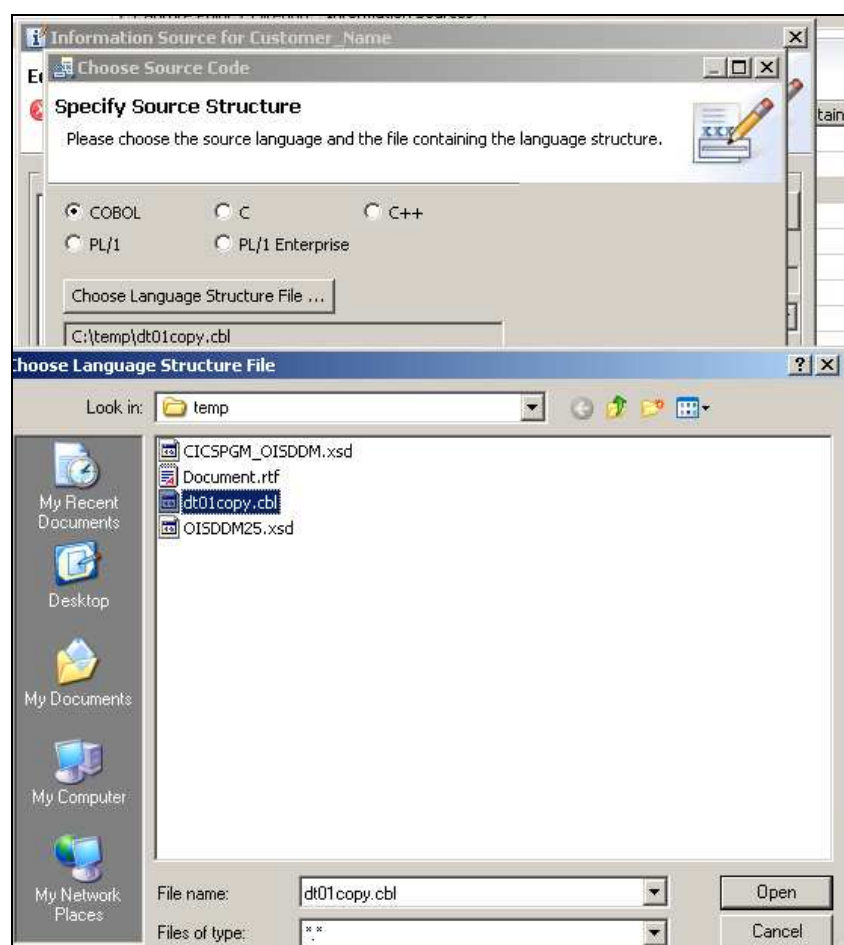 Information Source for Customer_Name
Choose Source Code
Specify Source Structure
Please choose the source language and the file containing the language structure.
COBOL
C
C++
PL/1
PL/1 Enterprise
Choose Language Structure File ...
C:\temp\dt01copy.cbl
Choose Language Structure File
Look in:
temp
CICSPGM_OISDDM.xsd
Document.rtf
dt01copy.cbl
OISDDM25.xsd
My Recent
Documents
Desktop
My Documents
My Computer
My Network
Places
File name:
dt01copy.cbl
Open
Files of type:
*.*
Cancel